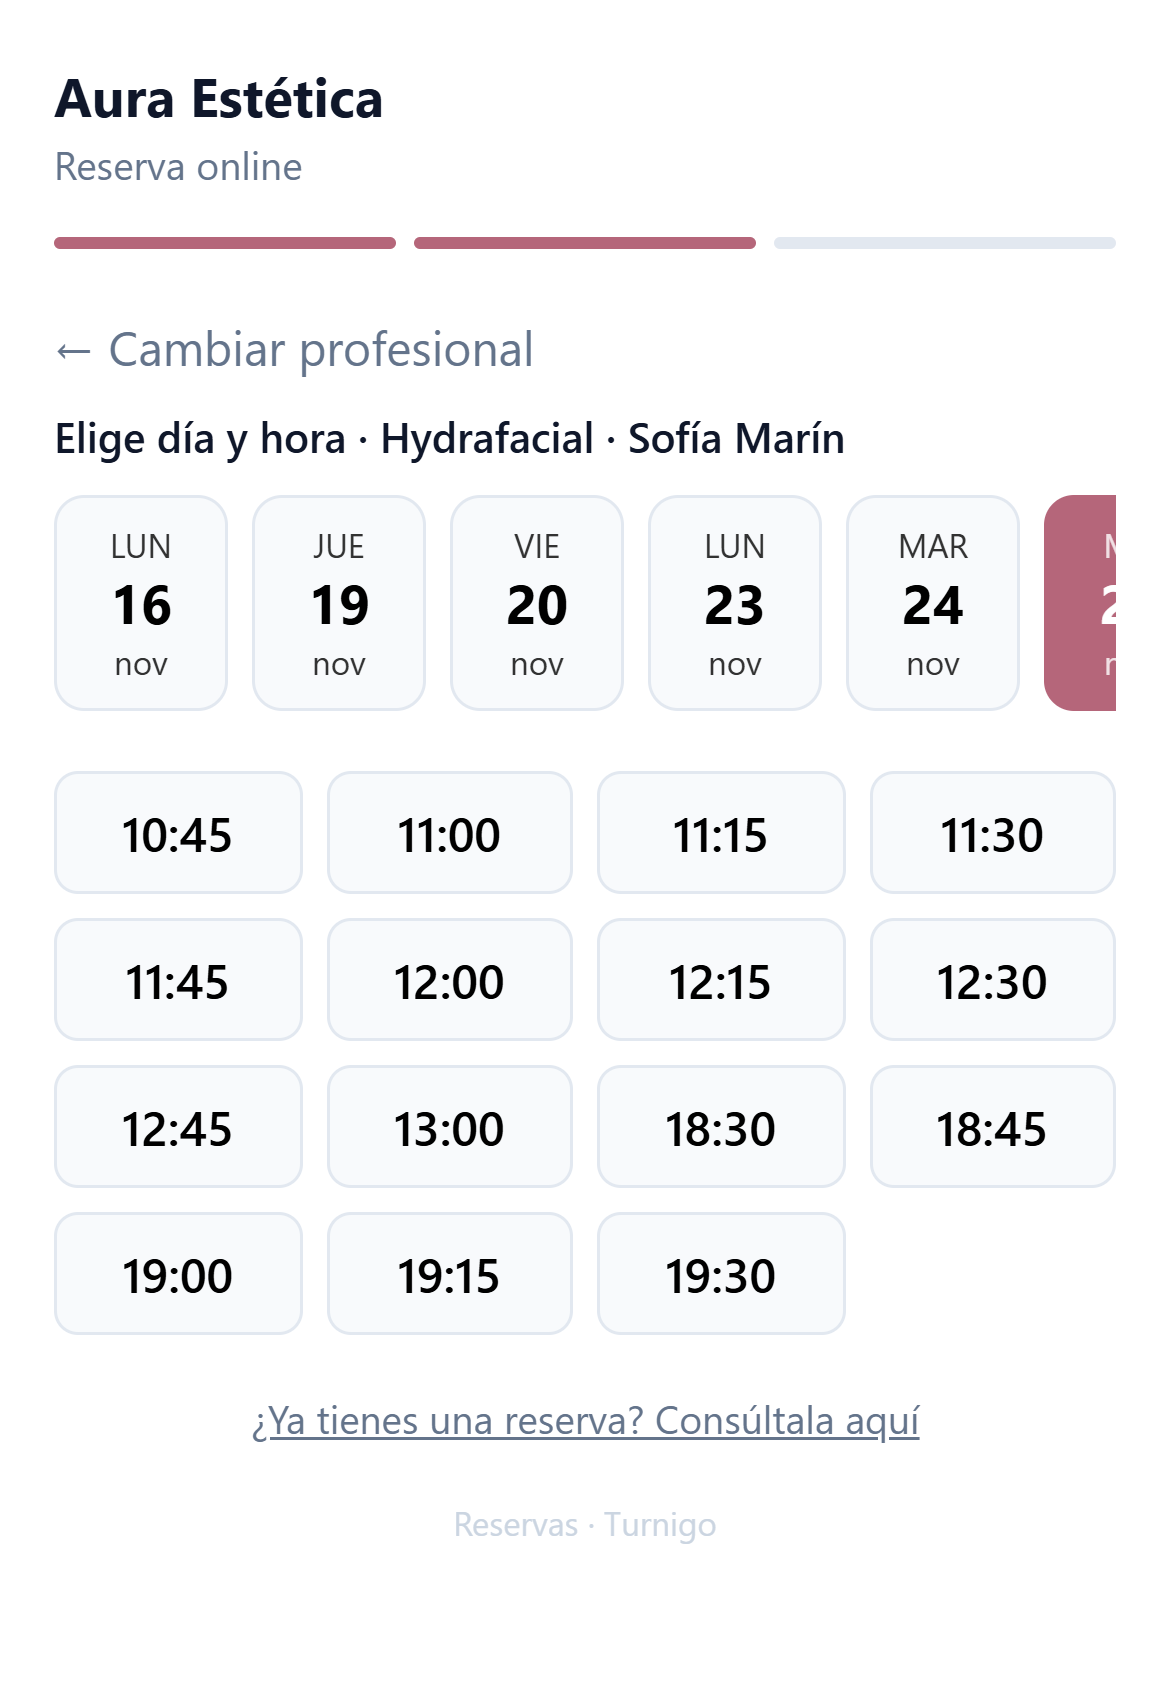 Aura Estética
Reserva online
← Cambiar profesional
Elige día y hora · Hydrafacial · Sofía Marín
LUN JUE VIE LUN MAR
16 19 20 23 24
nov nov nov nov nov
10:45 11:00 11:15 11:30
11:45 12:00 12:15 12:30
12:45 13:00 18:30 18:45
19:00 19:15 19:30
¿Ya tienes una reserva? Consúltala aquí
Reservas · Turnigo